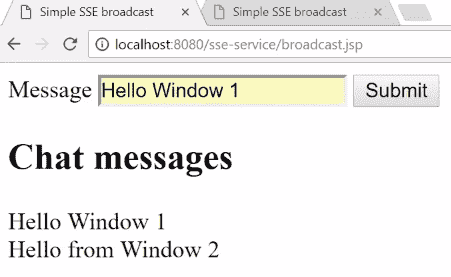 Simple SSE broadcast
Simple SSE broadcast
localhost:8080/sse-service/broadcast.jsp
Message Hello Window 1 Submit
Chat messages
Hello Window 1
Hello from Window 2